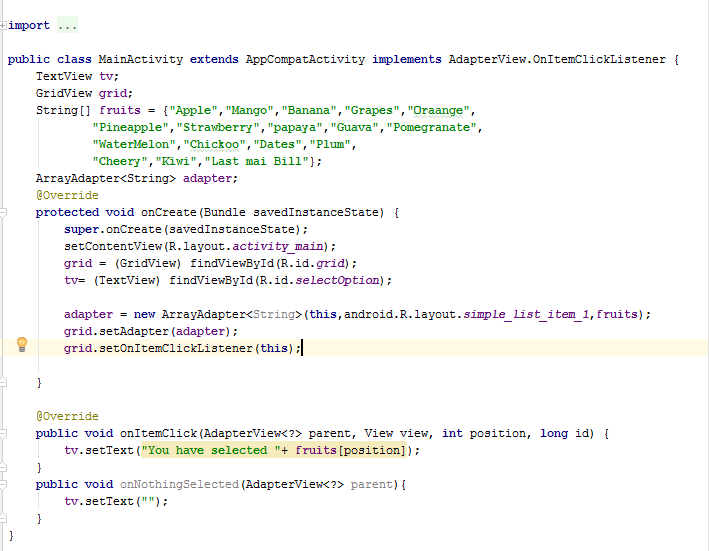 import ...
public class MainActivity extends AppCompatActivity implements AdapterView.OnItemClickListener {
TextView tv;
GridView grid;
String[] fruits = {"Apple","Mango","Banana","Grapes","Oraange",
"Pineapple","Strawberry","papaya","Guava","Pomegranate",
"WaterMelon","Chickoo","Dates","Plum",
"Cheery","Kiwi","Last mai Bill"};
ArrayAdapter<String> adapter;
@Override
protected void onCreate(Bundle savedInstanceState) {
super.onCreate(savedInstanceState);
setContentView(R.layout.activity_main);
grid = (GridView) findViewById(R.id.grid);
tv= (TextView) findViewById(R.id.selectOption);
adapter = new ArrayAdapter<String>(this,android.R.layout.simple_list_item_1,fruits);
grid.setAdapter(adapter);
grid.setOnItemClickListener(this);
}
@Override
public void onItemClick(AdapterView<?> parent, View view, int position, long id) {
tv.setText("You have selected "+ fruits[position]);
}
public void onNothingSelected(AdapterView<?> parent){
tv.setText("");
}
}